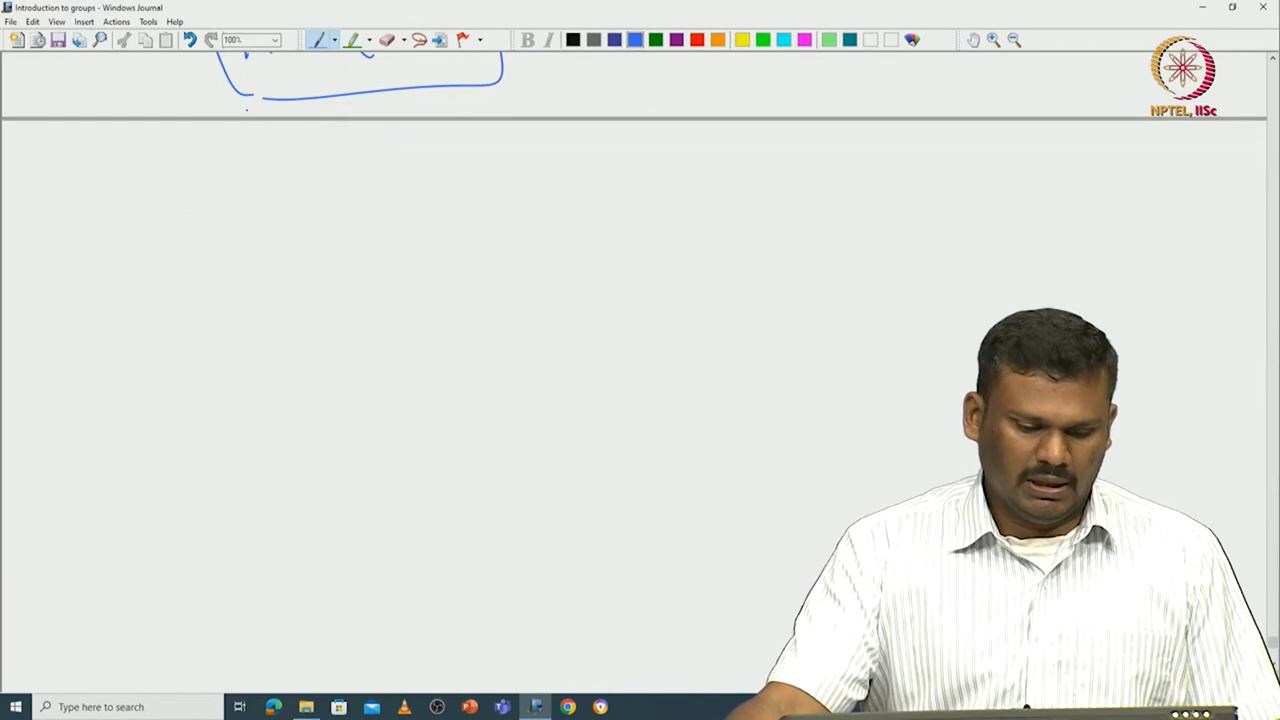 Introduction to groups - Windows Journal
File Edit View Insert Actions Tools Help
100%
B I
NPTEL, IISc
Type here to search